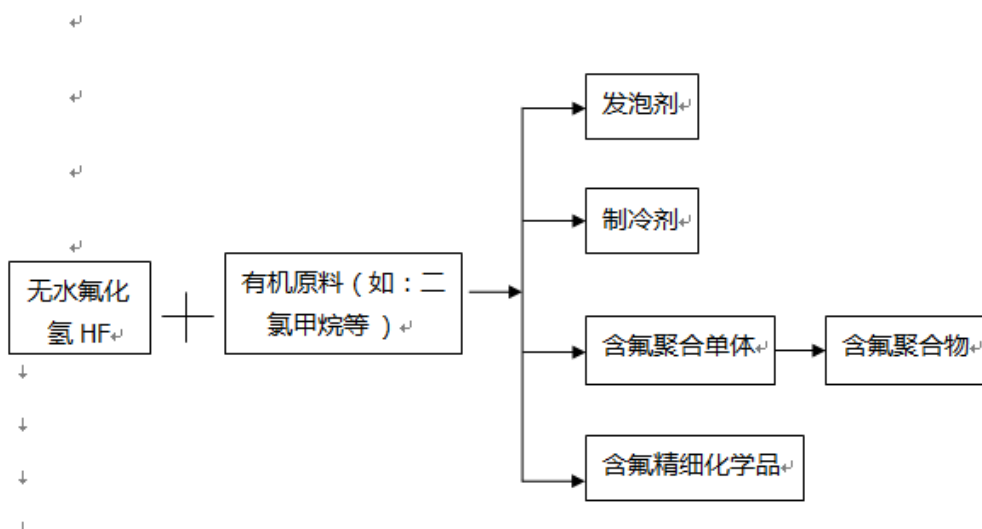 发泡剂
制冷剂
无水氟化
氢 HF
有机原料（如：二
氯甲烷等 ）
含氟聚合单体
含氟聚合物
含氟精细化学品